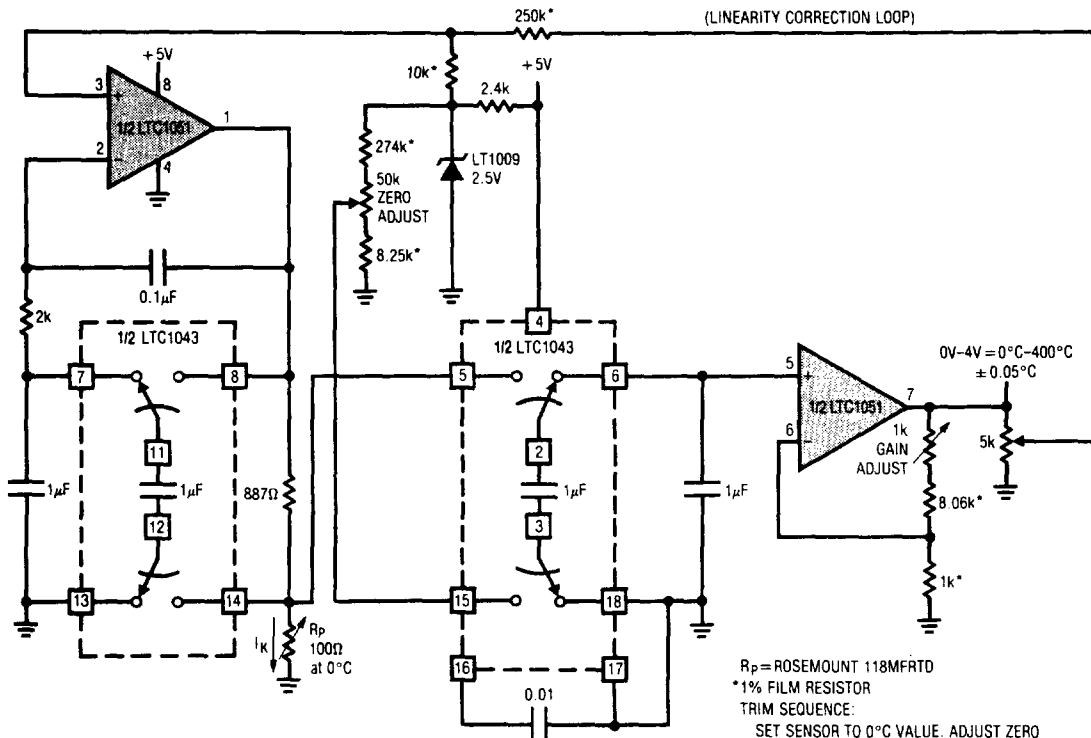 250k*
(LINEARITY CORRECTION LOOP)
+5V
3
+
8
1/2 LTC1051
1
2
−
4
10k*
2.4k
+5V
274k*
50k
ZERO
ADJUST
8.25k*
LT1009
2.5V
0.1µF
2k
1/2 LTC1043
7
8
11
1µF
12
13
14
1µF
887Ω
IK
RP
100Ω
at 0°C
4
1/2 LTC1043
5
6
2
1µF
3
15
18
16
17
0.01
1µF
5
+
1/2 LTC1051
7
6
−
0V-4V = 0°C-400°C
± 0.05°C
1k
GAIN
ADJUST
5k
8.06k*
1k*
RP = ROSEMOUNT 118MFRTD
*1% FILM RESISTOR
TRIM SEQUENCE:
SET SENSOR TO 0°C VALUE. ADJUST ZERO